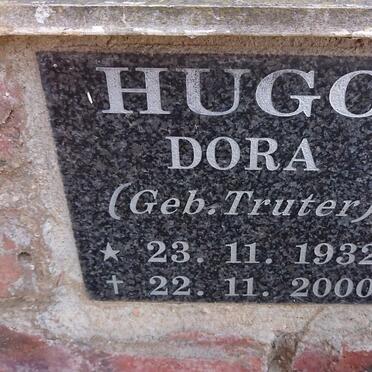 HUGO
DORA
(Geb. Truter)
★ 23. 11. 1932
✝ 22. 11. 2000